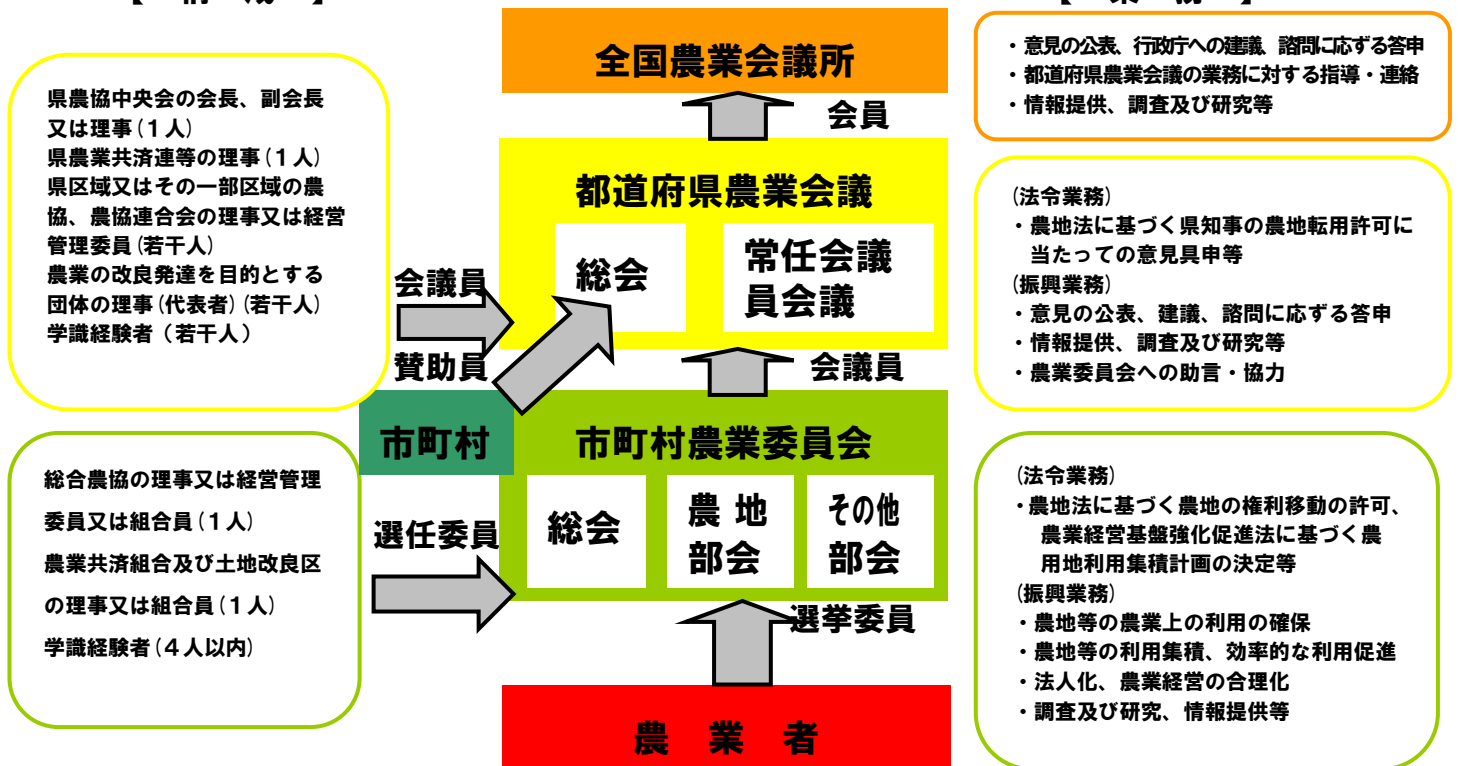 【 構 成 】
【 業 務 】
全国農業会議所
会員
都道府県農業会議
総会
常任会議
員会議
会議員
賛助員
会議員
市町村
市町村農業委員会
総会
農 地
部会
その他
部会
選任委員
選挙委員
農 業 者
県農協中央会の会長、副会長
又は理事(1人)
県農業共済連等の理事(1人)
県区域又はその一部区域の農
協、農協連合会の理事又は経営
管理委員(若干人)
農業の改良発達を目的とする
団体の理事(代表者)(若干人)
学識経験者(若干人)
総合農協の理事又は経営管理
委員又は組合員(1人)
農業共済組合及び土地改良区
の理事又は組合員(1人)
学識経験者(4人以内)
・意見の公表、行政庁への建議、諮問に応ずる答申
・都道府県農業会議の業務に対する指導・連絡
・情報提供、調査及び研究等
(法令業務)
・農地法に基づく県知事の農地転用許可に
当たっての意見具申等
(振興業務)
・意見の公表、建議、諮問に応ずる答申
・情報提供、調査及び研究等
・農業委員会への助言・協力
(法令業務)
・農地法に基づく農地の権利移動の許可、
農業経営基盤強化促進法に基づく農
用地利用集積計画の決定等
(振興業務)
・農地等の農業上の利用の確保
・農地等の利用集積、効率的な利用促進
・法人化、農業経営の合理化
・調査及び研究、情報提供等